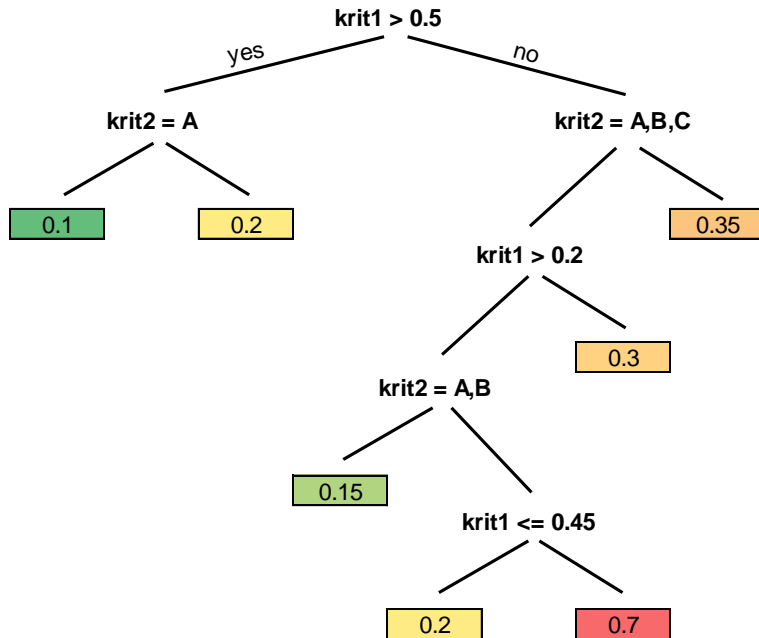 krit1 > 0.5
yes
no
krit2 = A
krit2 = A,B,C
0.1
0.2
0.35
krit1 > 0.2
0.3
krit2 = A,B
0.15
krit1 <= 0.45
0.2
0.7